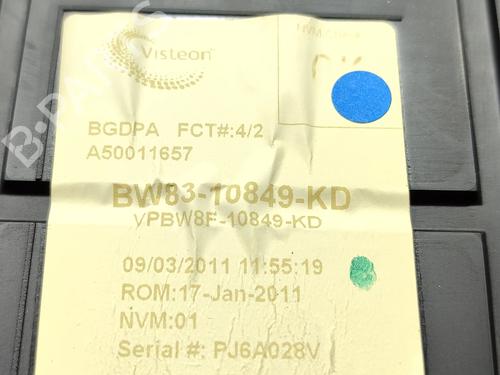 Visteon
BGDPA FCT#:4/2
A50011657
BW83-10849-KD
VPBW8F-10849-KD
09/03/2011 11:55:19
ROM:17-Jan-2011
NVM:01
Serial #: PJ6A028V
B-PARTS